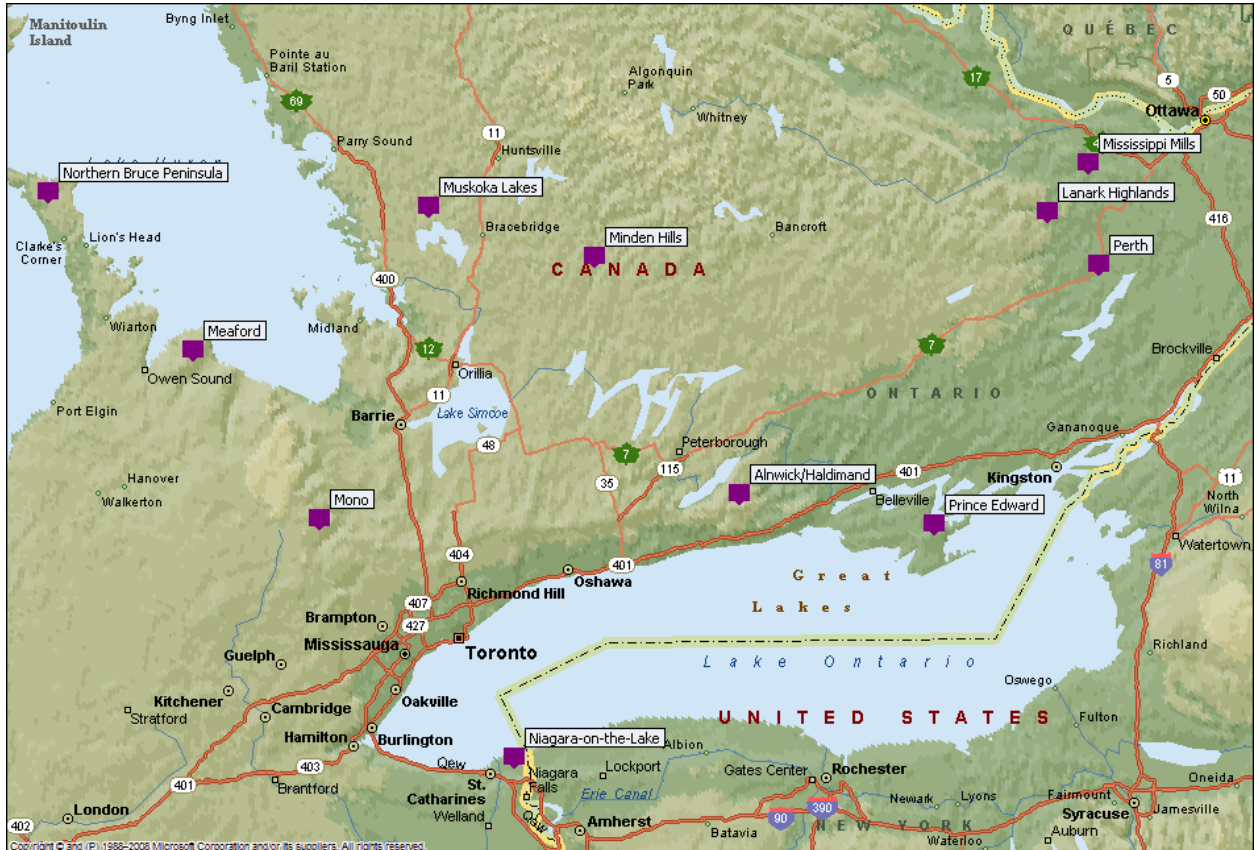 Manitoulin
Island
Byng Inlet
QUÉBEC
Pointe au
Baril Station
Algonquin
Park
17
5
50
69
Whitney
Ottawa
11
Parry Sound
Huntsville
Mississippi Mills
Northern Bruce Peninsula
Muskoka Lakes
Lanark Highlands
416
Clarke's
Corner
Lion's Head
Bracebridge
Minden Hills
Bancroft
Perth
CANADA
400
Wiarton
Meaford
Midland
12
7
Brockville
Owen Sound
Orillia
ONTARIO
Port Elgin
11
Barrie
Lake Simcoe
48
Gananoque
Peterborough
7
115
Alnwick/Haldimand
401
Kingston
Hanover
Walkerton
35
Belleville
11
Mono
Prince Edward
North
Wilna
Watertown
404
401
Oshawa
81
Great
Lakes
Richmond Hill
407
Brampton
427
Mississauga
Toronto
Richland
Guelph
Lake Ontario
Oswego
Kitchener
Oakville
Stratford
Cambridge
UNITED STATES
Fulton
Hamilton
Burlington
Niagara-on-the-Lake
Albion
Qew
403
401
Brantford
St.
Catharines
Niagara
Falls
Lockport
Gates Center
Rochester
Oneida
Erie Canal
Newark
Lyons
Fairmount
London
Welland
Qew
390
Syracuse
Jamesville
402
Amherst
90
Batavia
NEW YORK
Auburn
Waterloo
Copyright © and (P) 1988–2008 Microsoft Corporation and/or its suppliers. All rights reserved.